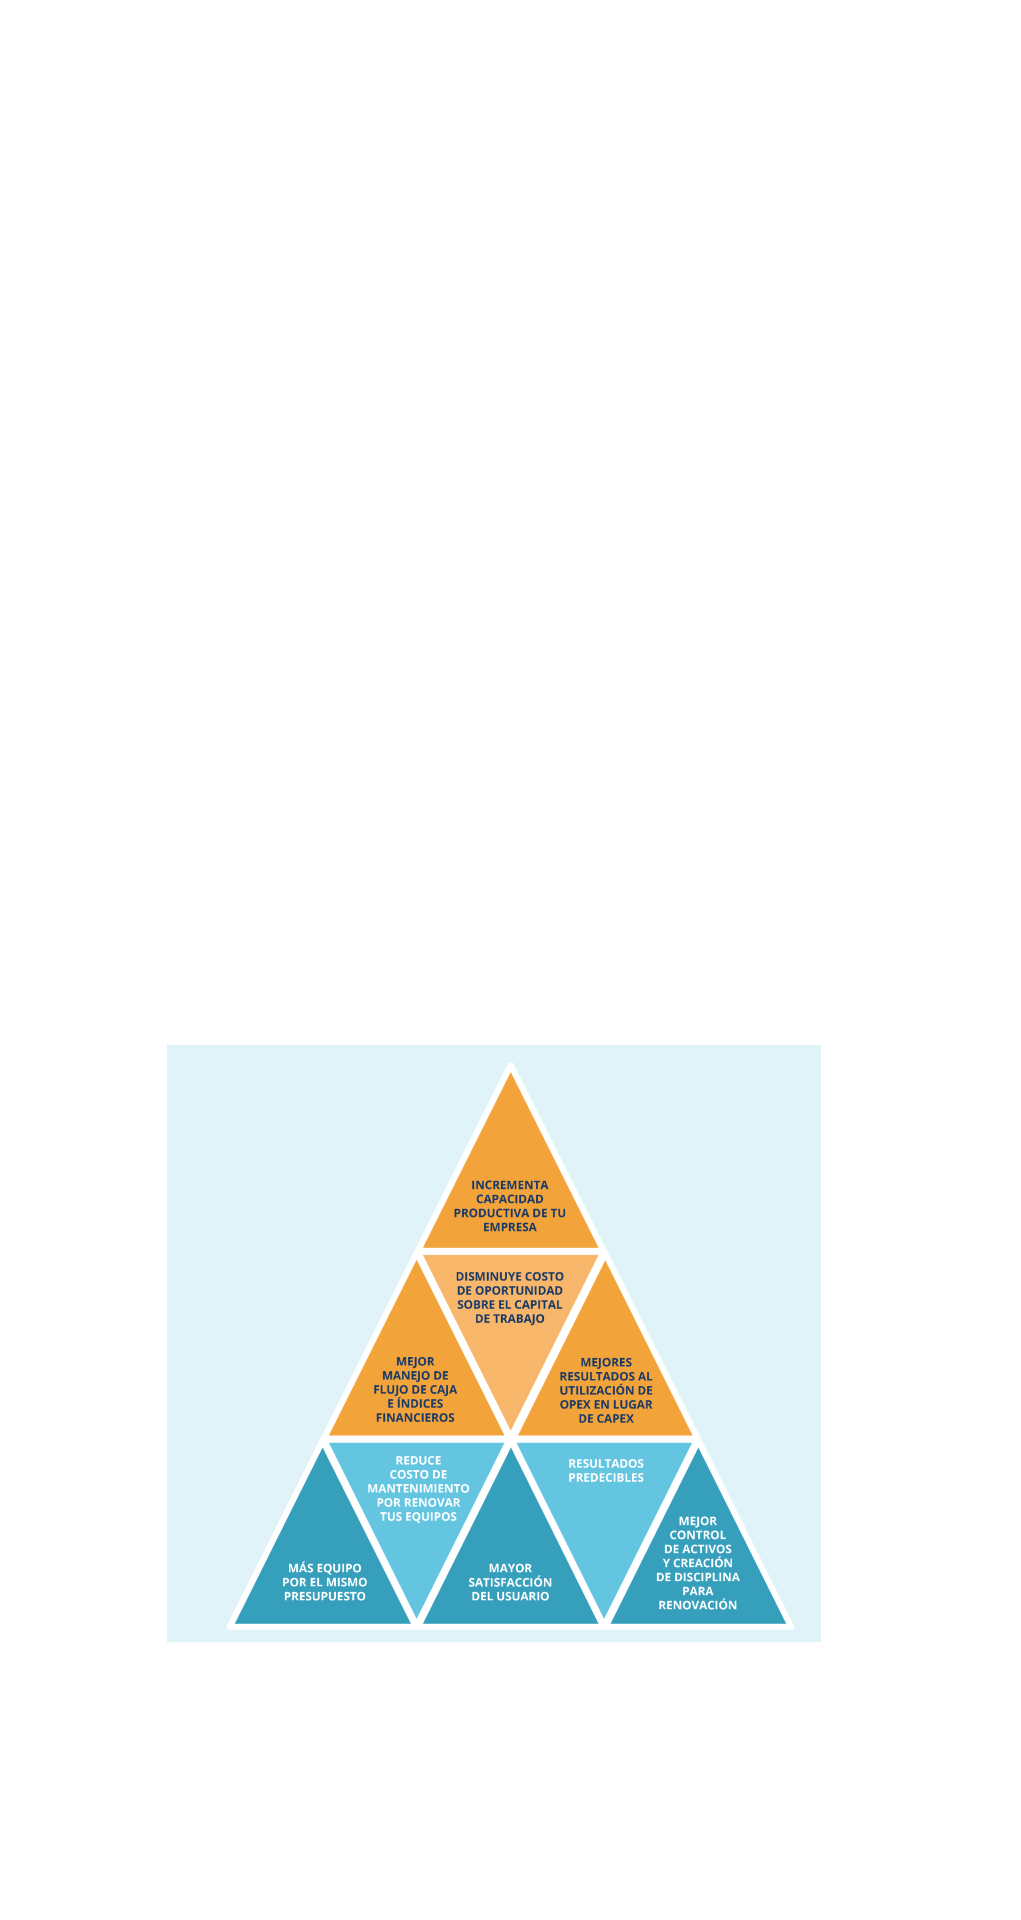 INCREMENTA
CAPACIDAD
PRODUCTIVA DE TU
EMPRESA
DISMINUYE COSTO
DE OPORTUNIDAD
SOBRE EL CAPITAL
DE TRABAJO
MEJOR
MANEJO DE
FLUJO DE CAJA
E ÍNDICES
FINANCIEROS
MEJORES
RESULTADOS AL
UTILIZACIÓN DE
OPEX EN LUGAR
DE CAPEX
REDUCE
COSTO DE
MANTENIMIENTO
POR RENOVAR
TUS EQUIPOS
RESULTADOS
PREDECIBLES
MÁS EQUIPO
POR EL MISMO
PRESUPUESTO
MAYOR
SATISFACCIÓN
DEL USUARIO
MEJOR
CONTROL
DE ACTIVOS
Y CREACIÓN
DE DISCIPLINA
PARA
RENOVACIÓN